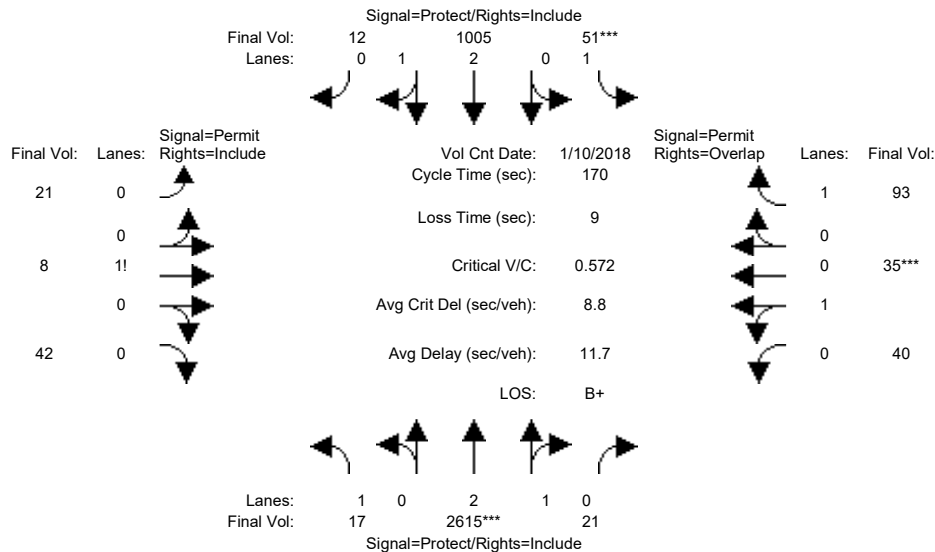 Signal=Protect/Rights=Include
Final Vol: 12 1005 51***
Lanes: 0 1 2 0 1
Signal=Permit
Final Vol: Lanes: Rights=Include
Vol Cnt Date: 1/10/2018
Signal=Permit
Rights=Overlap Lanes: Final Vol:
Cycle Time (sec): 170
21 0
1 93
Loss Time (sec): 9
0
0
8 1!
Critical V/C: 0.572
0 35***
0
Avg Crit Del (sec/veh): 8.8
1
42 0
Avg Delay (sec/veh): 11.7
0 40
LOS: B+
Lanes: 1 0 2 1 0
Final Vol: 17 2615*** 21
Signal=Protect/Rights=Include